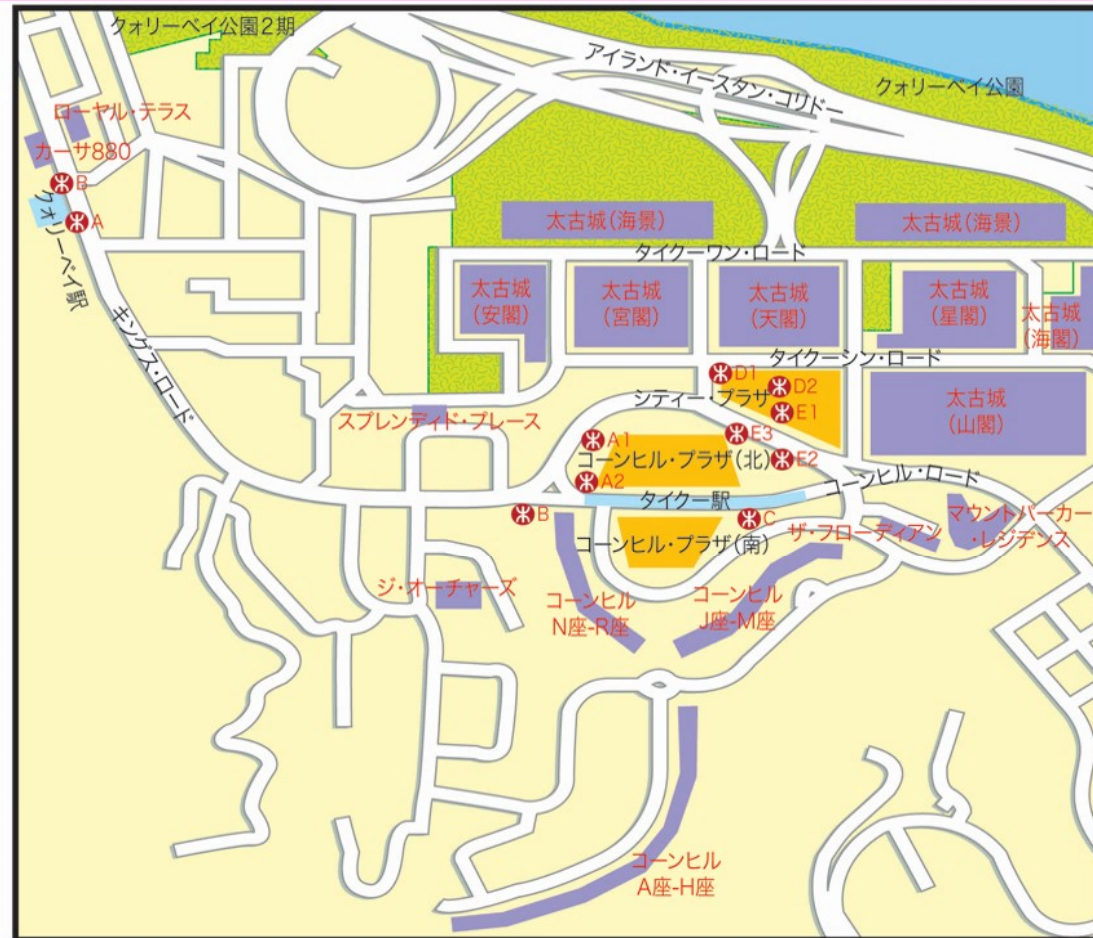 クォリーベイ公園2期
アイランド・イースタン・コリドー
クォリーベイ公園
ローヤル・テラス
カーサ880
B
A
クォリーベイ駅
太古城(海景)
太古城(海景)
タイクーワン・ロード
太古城
(安閣)
太古城
(宮閣)
太古城
(天閣)
太古城
(星閣)
太古城
(海閣)
キングス・ロード
タイクーシン・ロード
D1
D2
シティー・プラザ
E1
太古城
(山閣)
スプレンディド・プレース
A1
E3
コーンヒル・プラザ(北)
E2
A2
タイクー駅
コーンヒル・ロード
B
C
マウントパーカー
・レジデンス
ザ・フローディアン
コーンヒル・プラザ(南)
ジ・オーチャーズ
コーンヒル
N座-R座
コーンヒル
J座-M座
コーンヒル
A座-H座